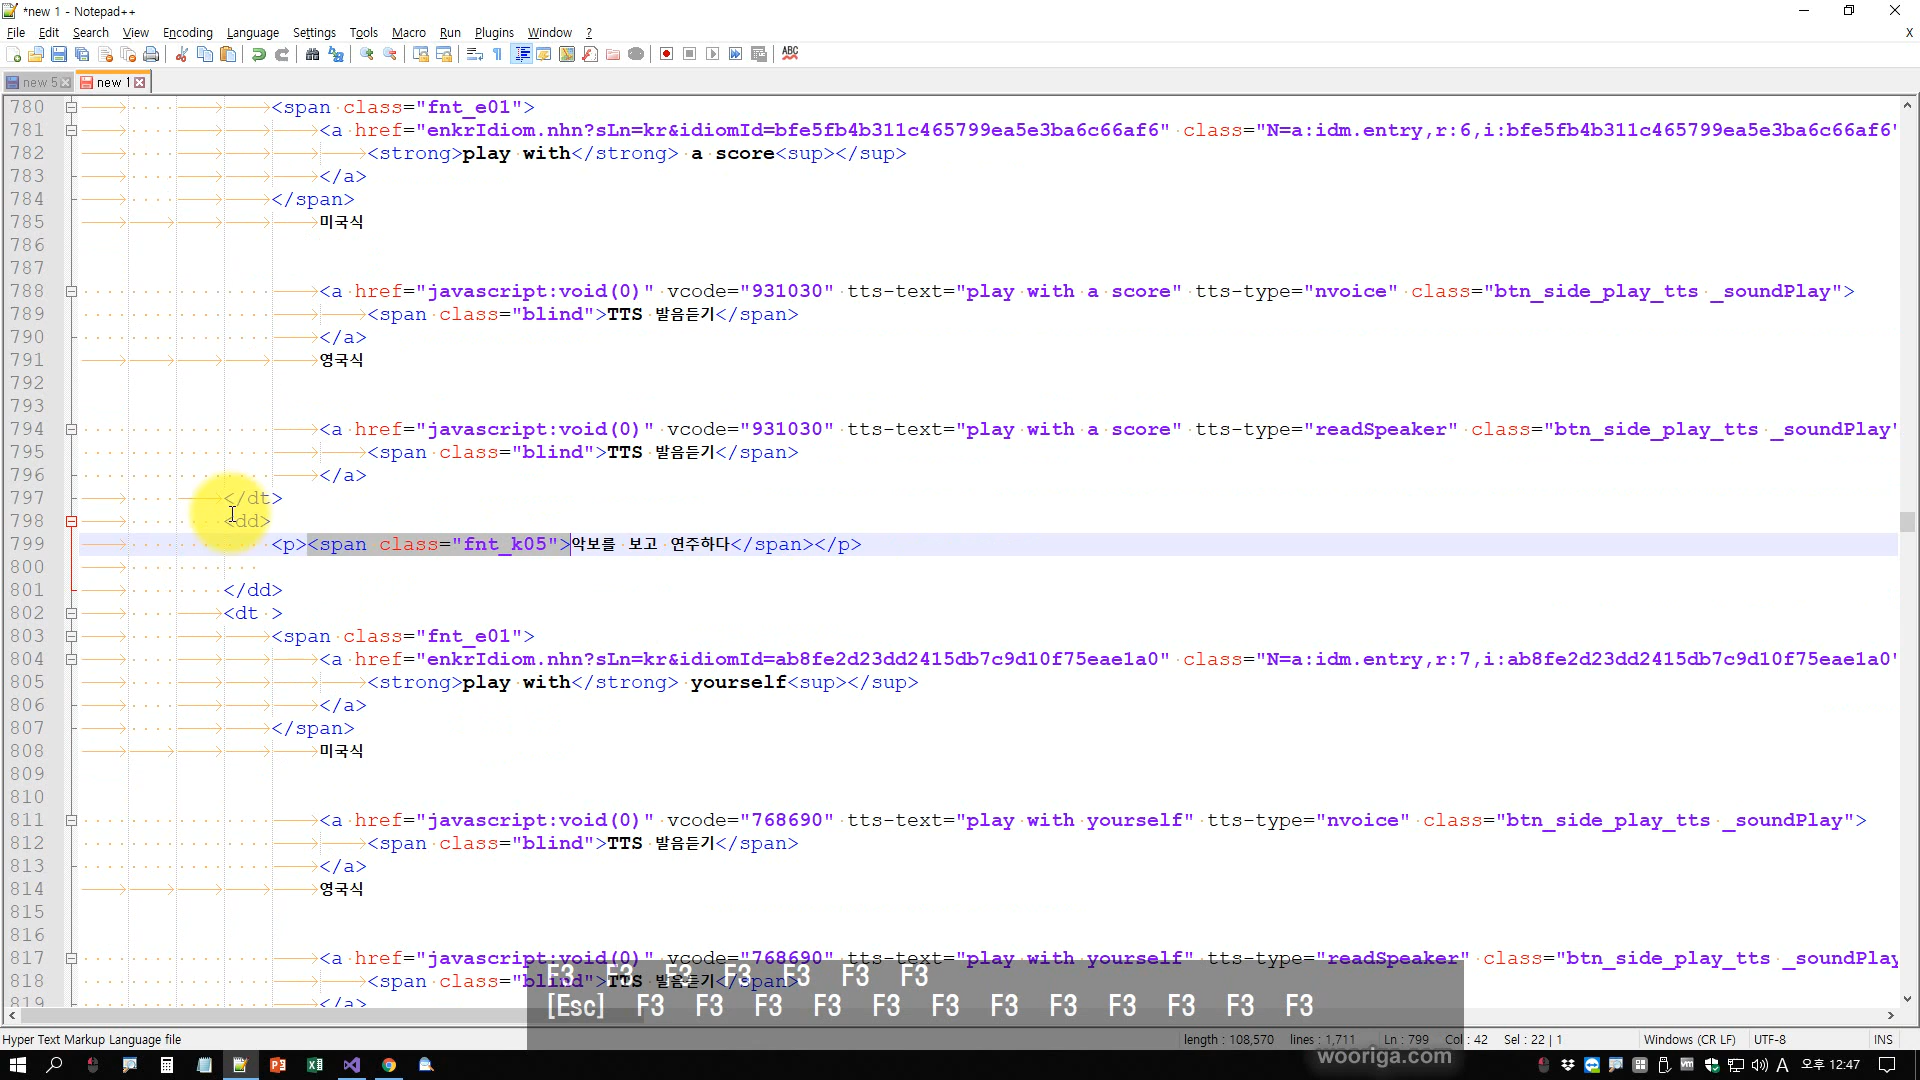 *new 1 - Notepad++
File Edit Search View Encoding Language Settings Tools Macro Run Plugins Window ? X
new 5 new 1
780 <span class="fnt_e01">
781 <a href="enkrIdiom.nhn?sLn=kr&idiomId=bfe5fb4b311c465799ea5e3ba6c66af6" class="N=a:idm.entry,r:6,i:bfe5fb4b311c465799ea5e3ba6c66af6"
782 <strong>play with</strong> a score<sup></sup>
783 </a>
784 </span>
785 미국식
786
787
788 <a href="javascript:void(0)" vcode="931030" tts-text="play with a score" tts-type="nvoice" class="btn_side_play_tts _soundPlay">
789 <span class="blind">TTS 발음듣기</span>
790 </a>
791 영국식
792
793
794 <a href="javascript:void(0)" vcode="931030" tts-text="play with a score" tts-type="readSpeaker" class="btn_side_play_tts _soundPlay"
795 <span class="blind">TTS 발음듣기</span>
796 </a>
797 </dt>
798 <dd>
799 <p><span class="fnt_k05">악보를 보고 연주하다</span></p>
800
801 </dd>
802 <dt >
803 <span class="fnt_e01">
804 <a href="enkrIdiom.nhn?sLn=kr&idiomId=ab8fe2d23dd2415db7c9d10f75eae1a0" class="N=a:idm.entry,r:7,i:ab8fe2d23dd2415db7c9d10f75eae1a0"
805 <strong>play with</strong> yourself<sup></sup>
806 </a>
807 </span>
808 미국식
809
810
811 <a href="javascript:void(0)" vcode="768690" tts-text="play with yourself" tts-type="nvoice" class="btn_side_play_tts _soundPlay">
812 <span class="blind">TTS 발음듣기</span>
813 </a>
814 영국식
815
816
817 <a href="javascript:void(0)" vcode="768690" tts-text="play with yourself" tts-type="readSpeaker" class="btn_side_play_tts _soundPlay
818 <span class="blind">TTS 발음듣기</span>
819 </a>
F3 F3 F3 F3 F3 F3 F3
[Esc] F3 F3 F3 F3 F3 F3 F3 F3 F3 F3 F3 F3
Hyper Text Markup Language file length : 108,570 lines : 1,711 Ln : 799 Col : 42 Sel : 22 | 1 Windows (CR LF) UTF-8 INS
wooriga.com
A 오후 12:47